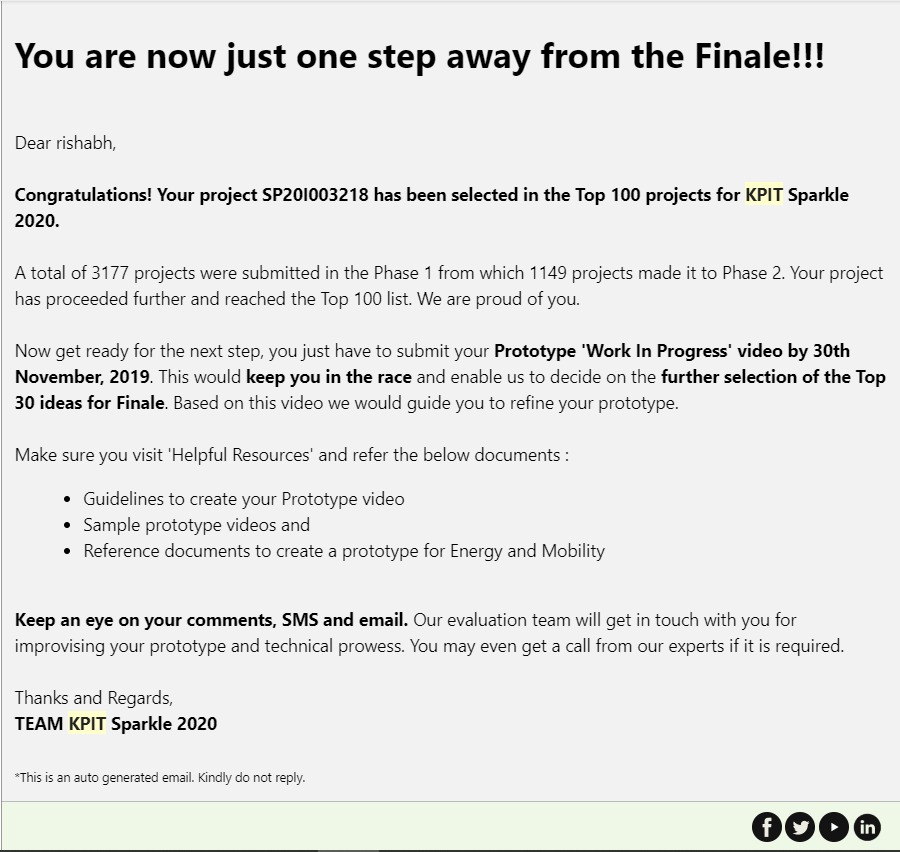 You are now just one step away from the Finale!!!
Dear rishabh,
Congratulations! Your project SP20I003218 has been selected in the Top 100 projects for KPIT Sparkle
2020.
A total of 3177 projects were submitted in the Phase 1 from which 1149 projects made it to Phase 2. Your project
has proceeded further and reached the Top 100 list. We are proud of you.
Now get ready for the next step, you just have to submit your Prototype 'Work In Progress' video by 30th
November, 2019. This would keep you in the race and enable us to decide on the further selection of the Top
30 ideas for Finale. Based on this video we would guide you to refine your prototype.
Make sure you visit 'Helpful Resources' and refer the below documents :
• Guidelines to create your Prototype video
• Sample prototype videos and
• Reference documents to create a prototype for Energy and Mobility
Keep an eye on your comments, SMS and email. Our evaluation team will get in touch with you for
improvising your prototype and technical prowess. You may even get a call from our experts if it is required.
Thanks and Regards,
TEAM KPIT Sparkle 2020
*This is an auto generated email. Kindly do not reply.